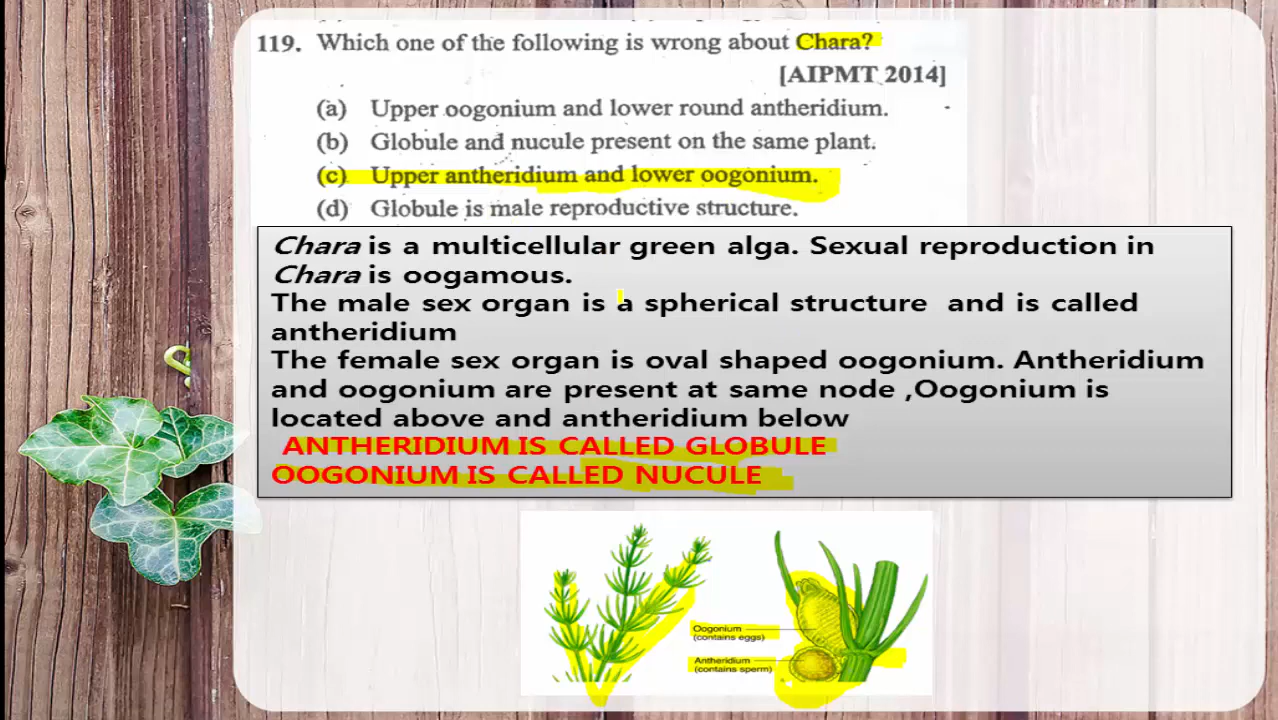 119. Which one of the following is wrong about Chara?
[AIPMT 2014]
(a) Upper oogonium and lower round antheridium.
(b) Globule and nucule present on the same plant.
(c) Upper antheridium and lower oogonium.
(d) Globule is male reproductive structure.
Chara is a multicellular green alga. Sexual reproduction in
Chara is oogamous.
The male sex organ is a spherical structure and is called
antheridium
The female sex organ is oval shaped oogonium. Antheridium
and oogonium are present at same node ,Oogonium is
located above and antheridium below
ANTHERIDIUM IS CALLED GLOBULE
OOGONIUM IS CALLED NUCULE
Oogonium
(contains eggs)
Antheridium
(contains sperm)